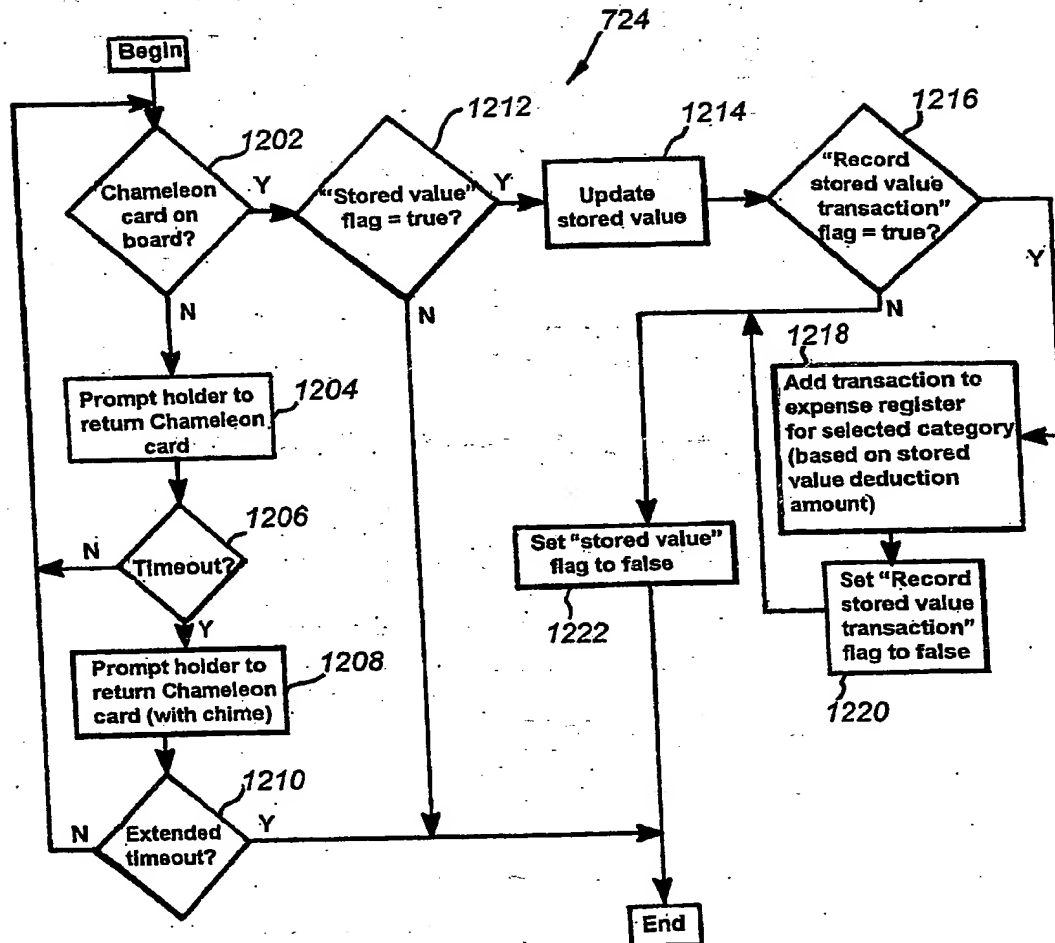 724
Begin
1202
Chameleon
card on
board?
Y
N
1212
"Stored value"
flag = true?
Y
N
1214
Update
stored value
1216
"Record
stored value
transaction"
flag = true?
Y
N
1204
Prompt holder to
return Chameleon
card
1206
Timeout?
N
Y
1208
Prompt holder to
return Chameleon
card (with chime)
1210
Extended
timeout?
N
Y
1218
Add transaction to
expense register
for selected category
(based on stored
value deduction
amount)
Set "Record
stored value
transaction"
flag to false
1220
Set "stored value"
flag to false
1222
End